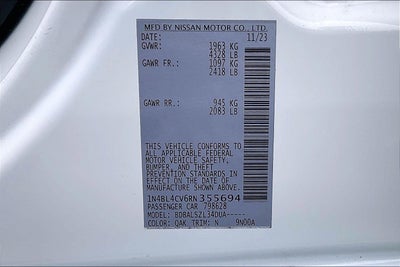 MFD BY NISSAN MOTOR CO., LTD.
DATE: 11/23
GVWR: 1963 KG
4328 LB
GAWR FR.: 1097 KG
2418 LB
GAWR RR.: 945 KG
2083 LB
THIS VEHICLE CONFORMS TO
ALL APPLICABLE FEDERAL
MOTOR VEHICLE SAFETY,
BUMPER, AND THEFT
PREVENTION STANDARDS IN
EFFECT ON THE DATE OF
MANUFACTURE SHOWN ABOVE.
1N4BL4CV6RN355694
PASSENGER CAR 798628
MODEL: BDBALSZL34DUA-----
COLOR: QAK TRIM: N 9N00A